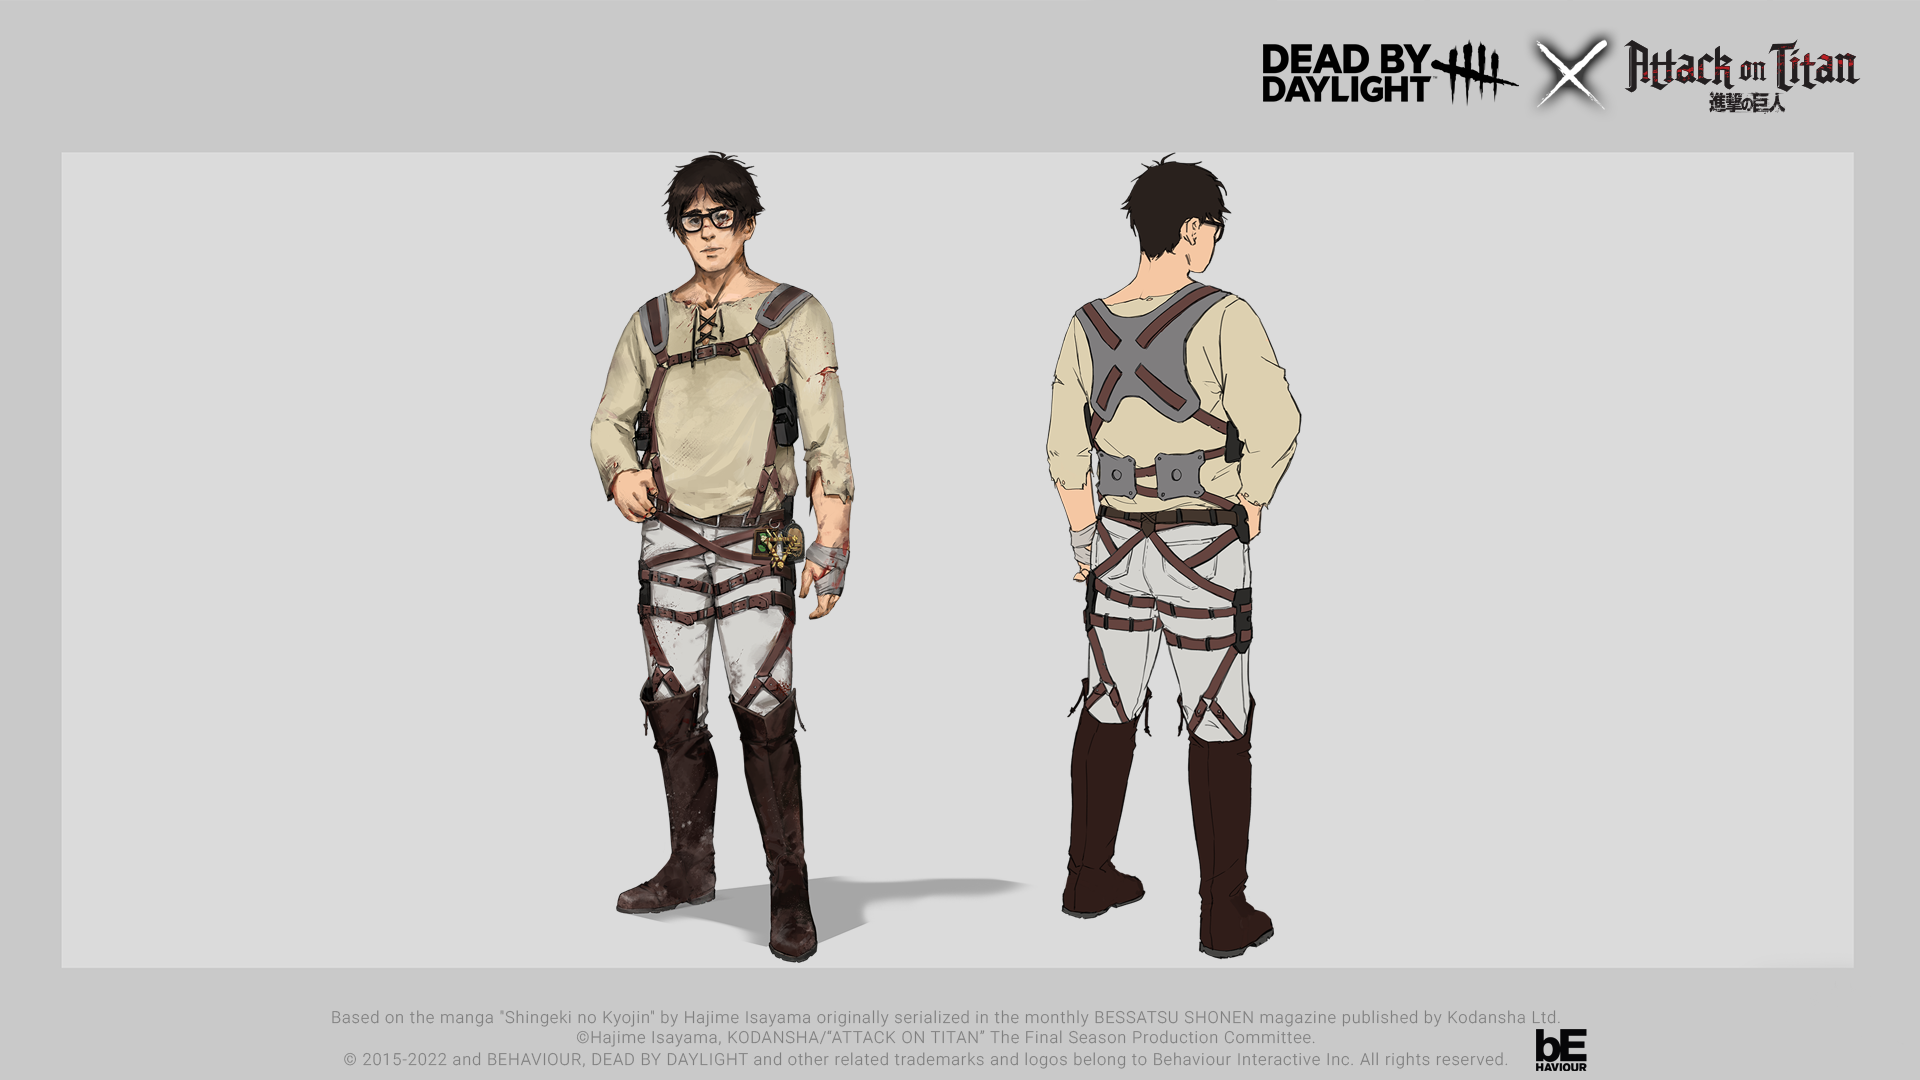 DEAD BY
DAYLIGHT™
Attack on Titan
進撃の巨人
Based on the manga "Shingeki no Kyojin" by Hajime Isayama originally serialized in the monthly BESSATSU SHONEN magazine published by Kodansha Ltd.
©Hajime Isayama, KODANSHA/"ATTACK ON TITAN" The Final Season Production Committee.
© 2015-2022 and BEHAVIOUR, DEAD BY DAYLIGHT and other related trademarks and logos belong to Behaviour Interactive Inc. All rights reserved.
bE
HAVIOUR